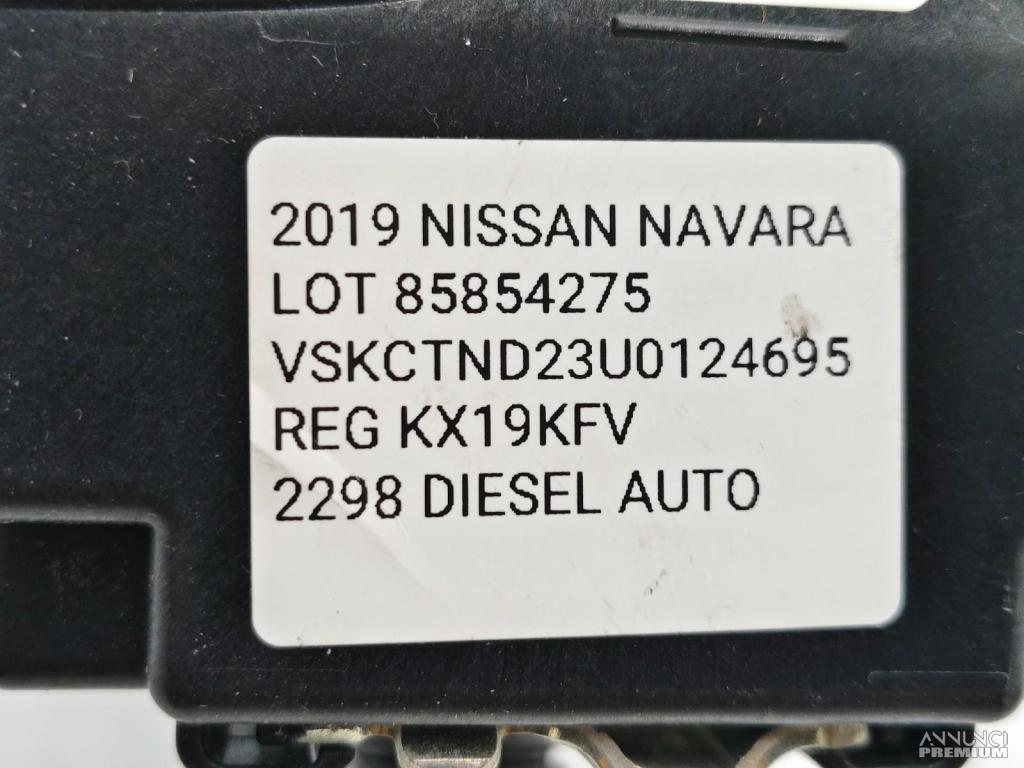 2019 NISSAN NAVARA
LOT 85854275
VSKCTND23U0124695
REG KX19KFV
2298 DIESEL AUTO
ANNUNCI
PREMIUM